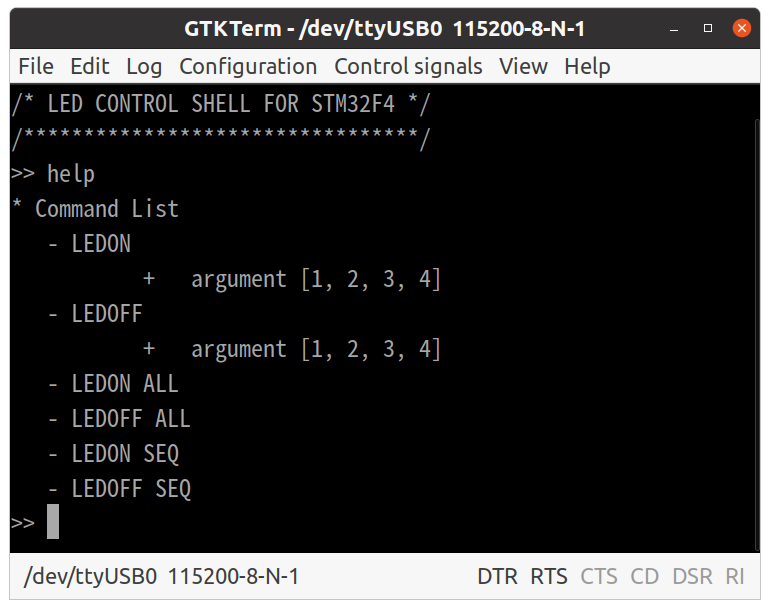 GTKTerm - /dev/ttyUSB0 115200-8-N-1
File Edit Log Configuration Control signals View Help
/* LED CONTROL SHELL FOR STM32F4 */
/*********************************/
>> help
* Command List
   - LEDON
           +   argument [1, 2, 3, 4]
   - LEDOFF
           +   argument [1, 2, 3, 4]
   - LEDON ALL
   - LEDOFF ALL
   - LEDON SEQ
   - LEDOFF SEQ
>>
/dev/ttyUSB0 115200-8-N-1 DTR RTS CTS CD DSR RI